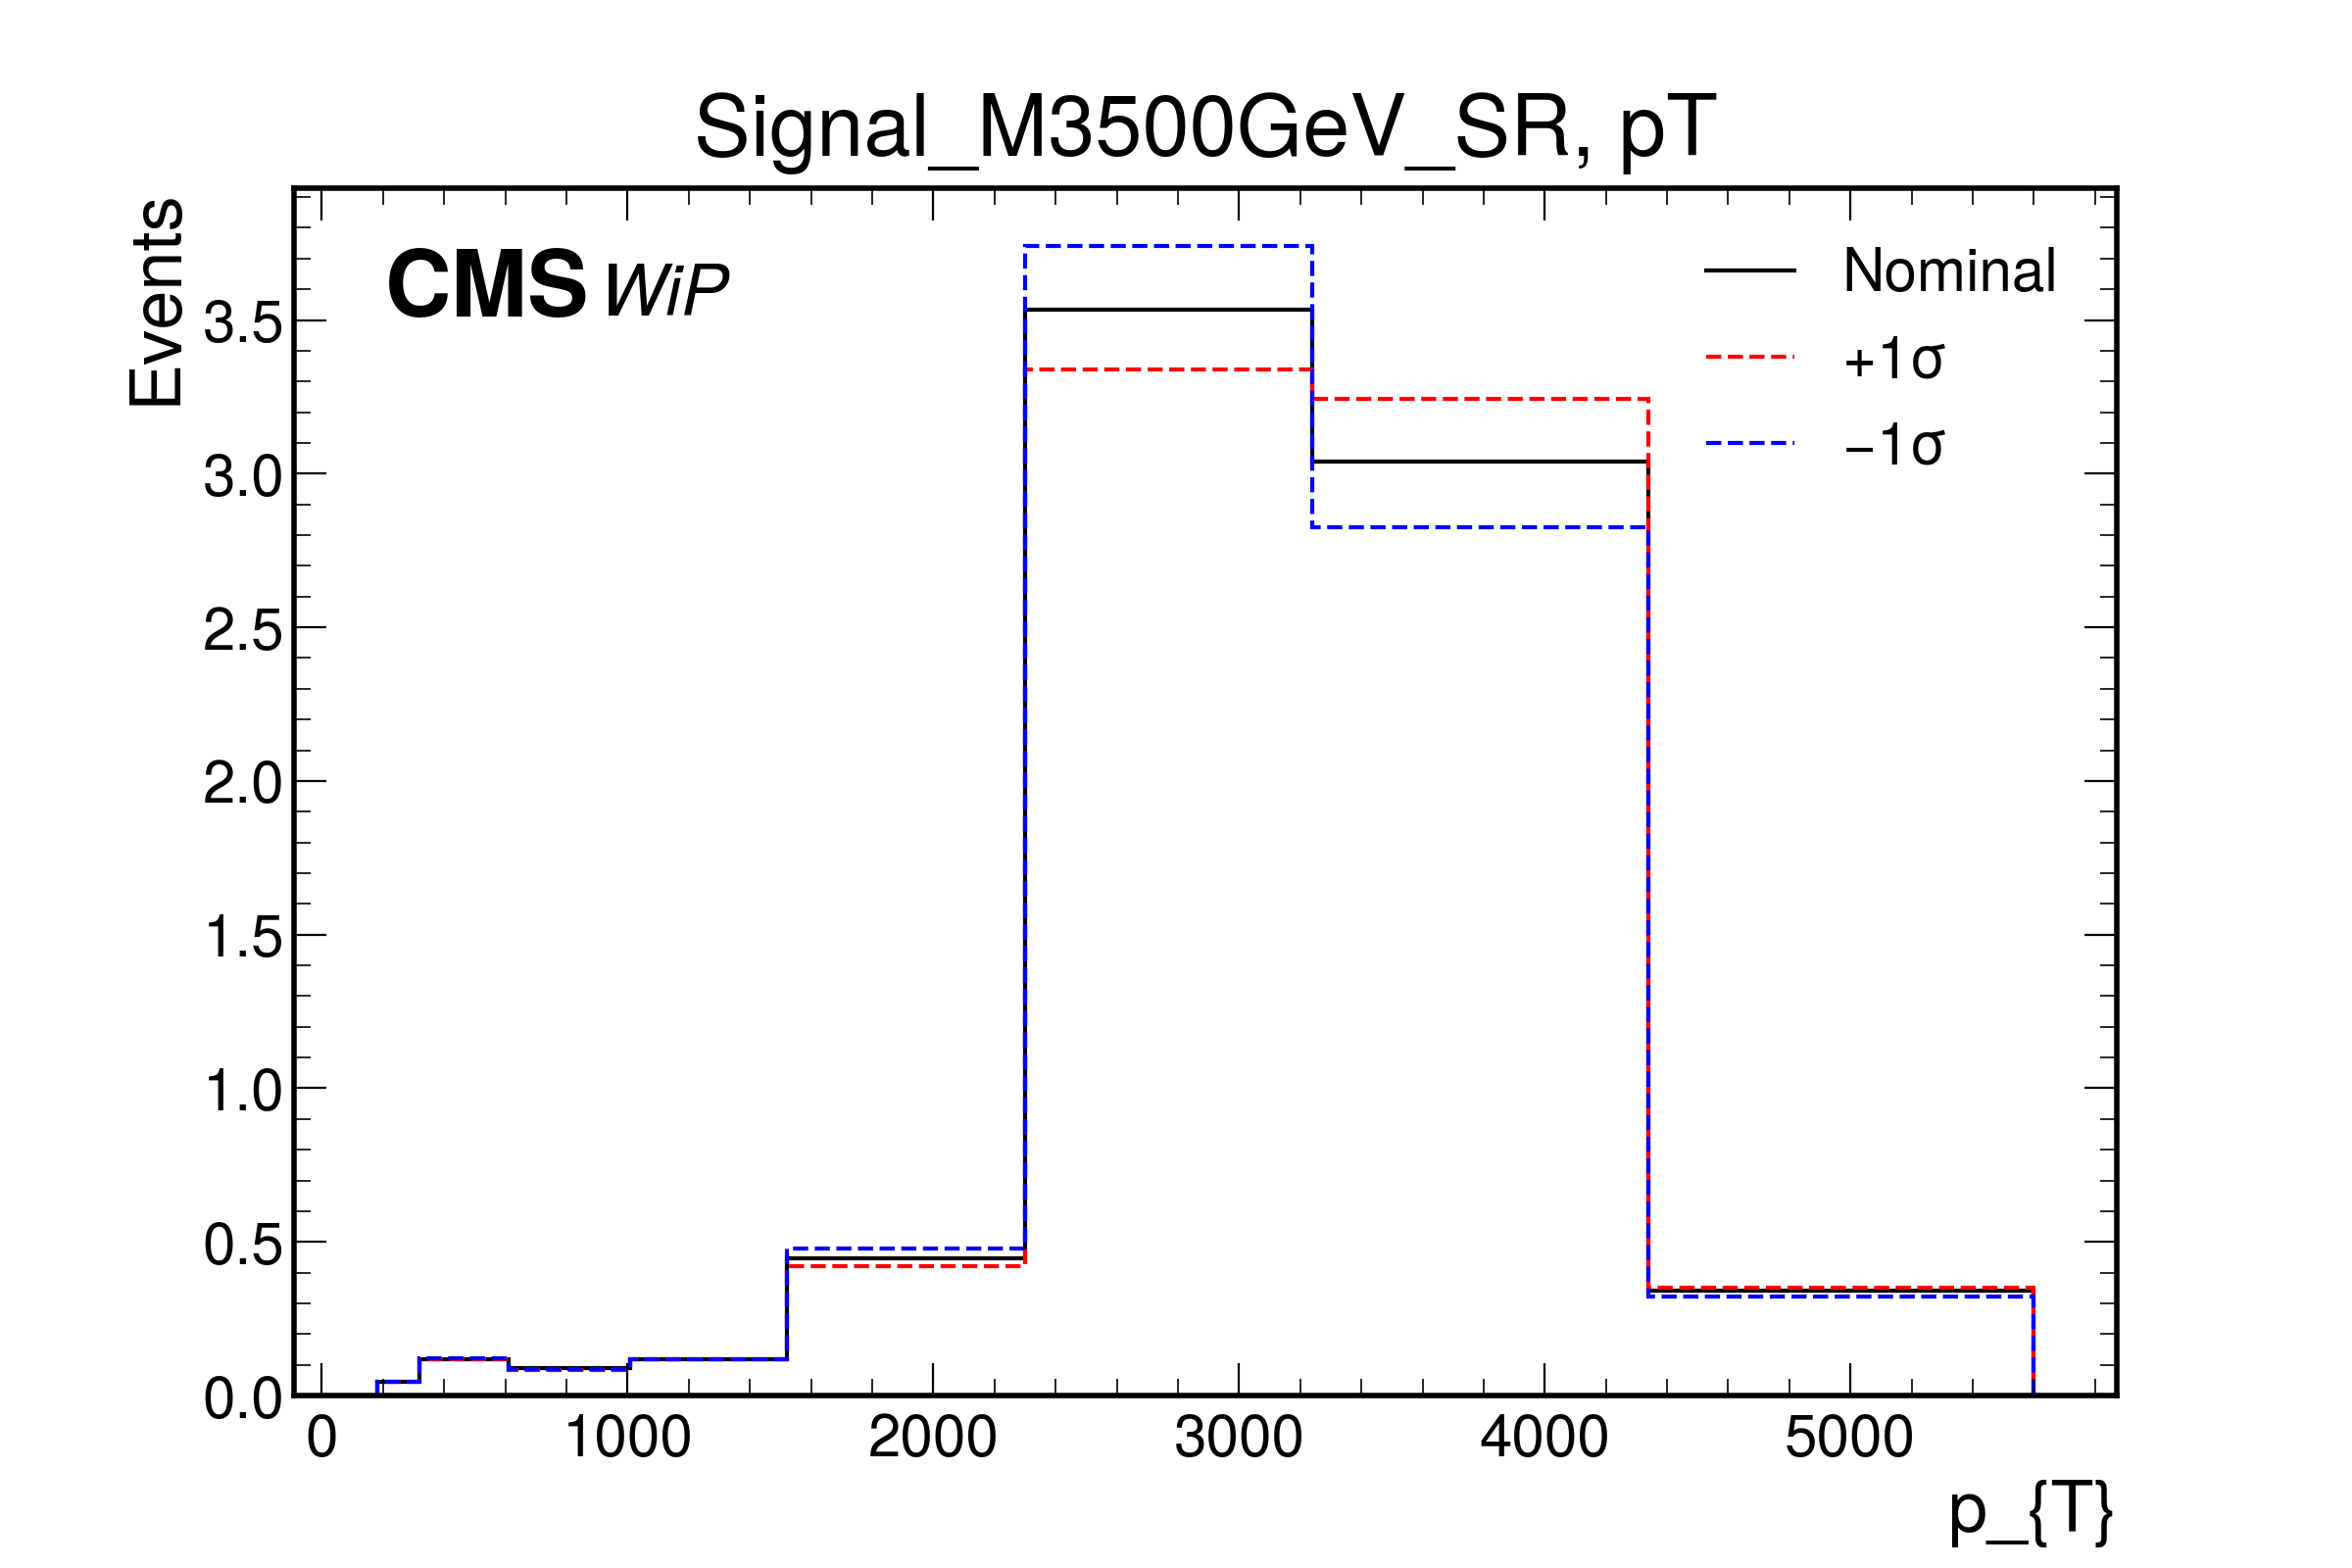 Signal_M3500GeV_SR, pT
Events
CMS WiP
Nominal
+1σ
−1σ
3.5
3.0
2.5
2.0
1.5
1.0
0.5
0.0
0 1000 2000 3000 4000 5000
p_{T}